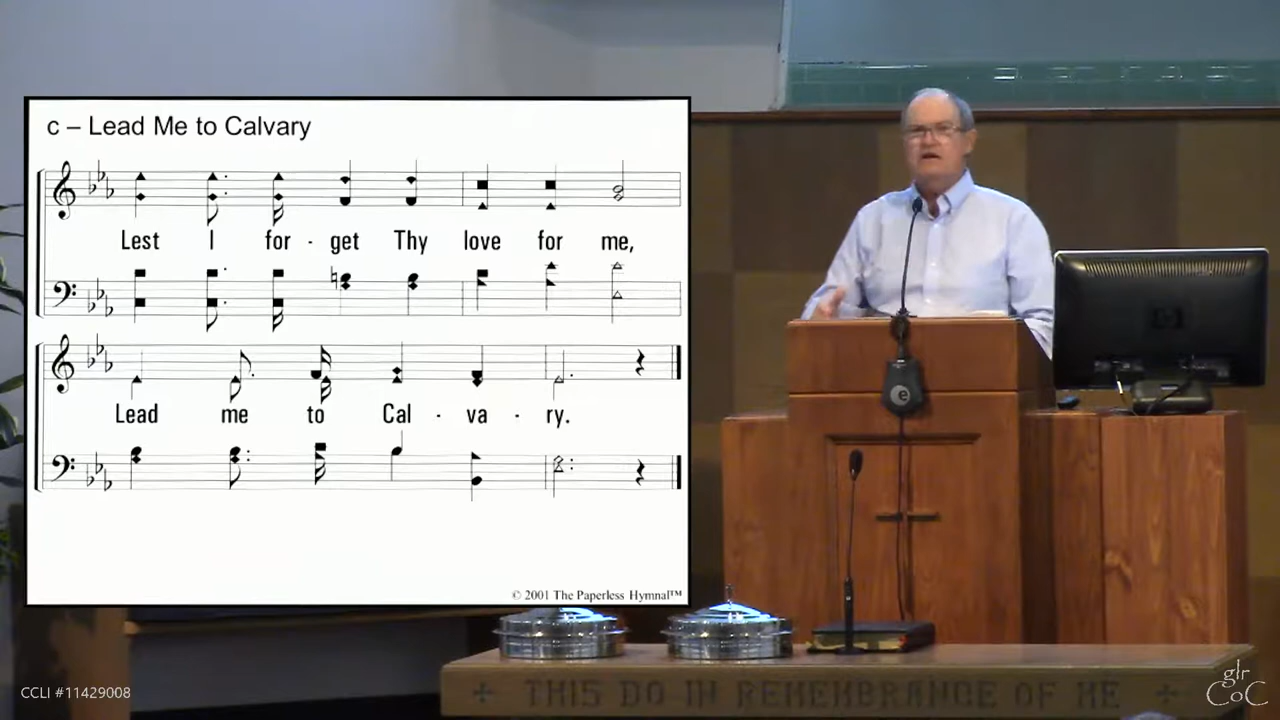 c – Lead Me to Calvary
Lest I for - get Thy love for me,
Lead me to Cal - va - ry.
© 2001 The Paperless Hymnal™
e
THIS DO IN REMEMBRANCE OF ME
CCLI #11429008
glr
CoC